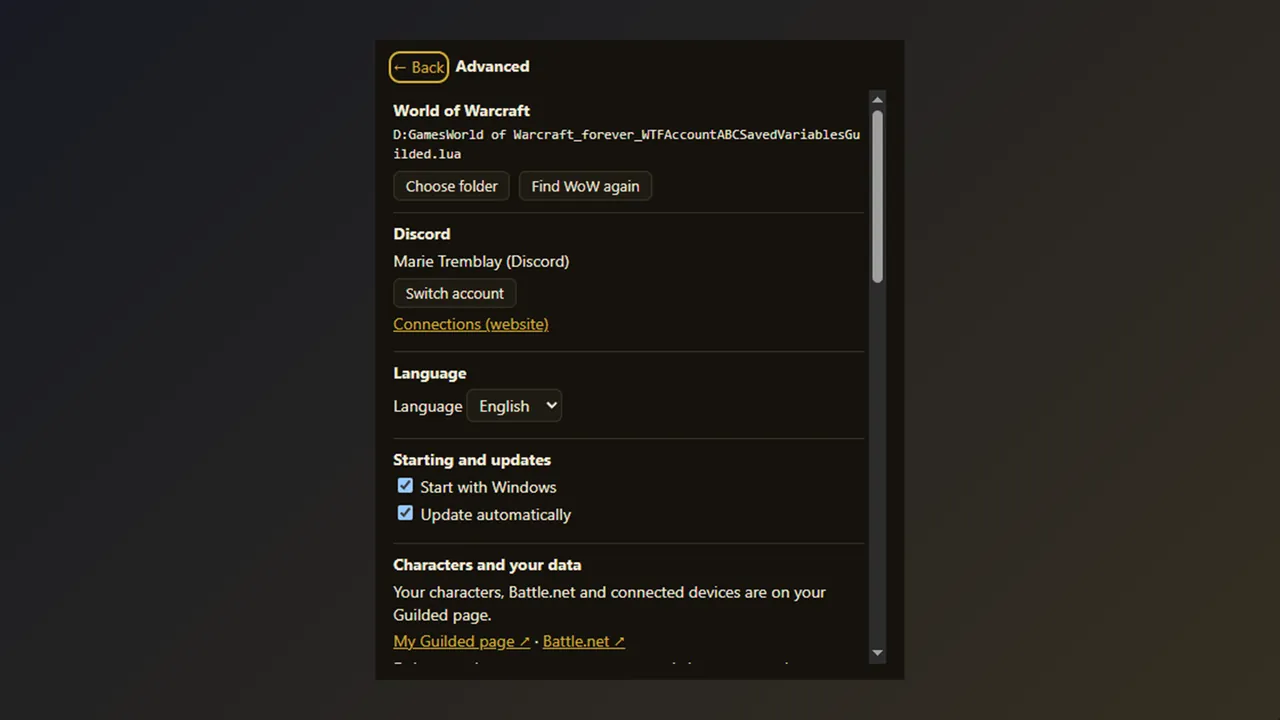 ← Back Advanced
World of Warcraft
D:GamesWorld of Warcraft_forever_WTFAccountABCSavedVariablesGu
ilded.lua
Choose folder Find WoW again
Discord
Marie Tremblay (Discord)
Switch account
Connections (website)
Language
Language English
Starting and updates
Start with Windows
Update automatically
Characters and your data
Your characters, Battle.net and connected devices are on your
Guilded page.
My Guilded page ↗ · Battle.net ↗